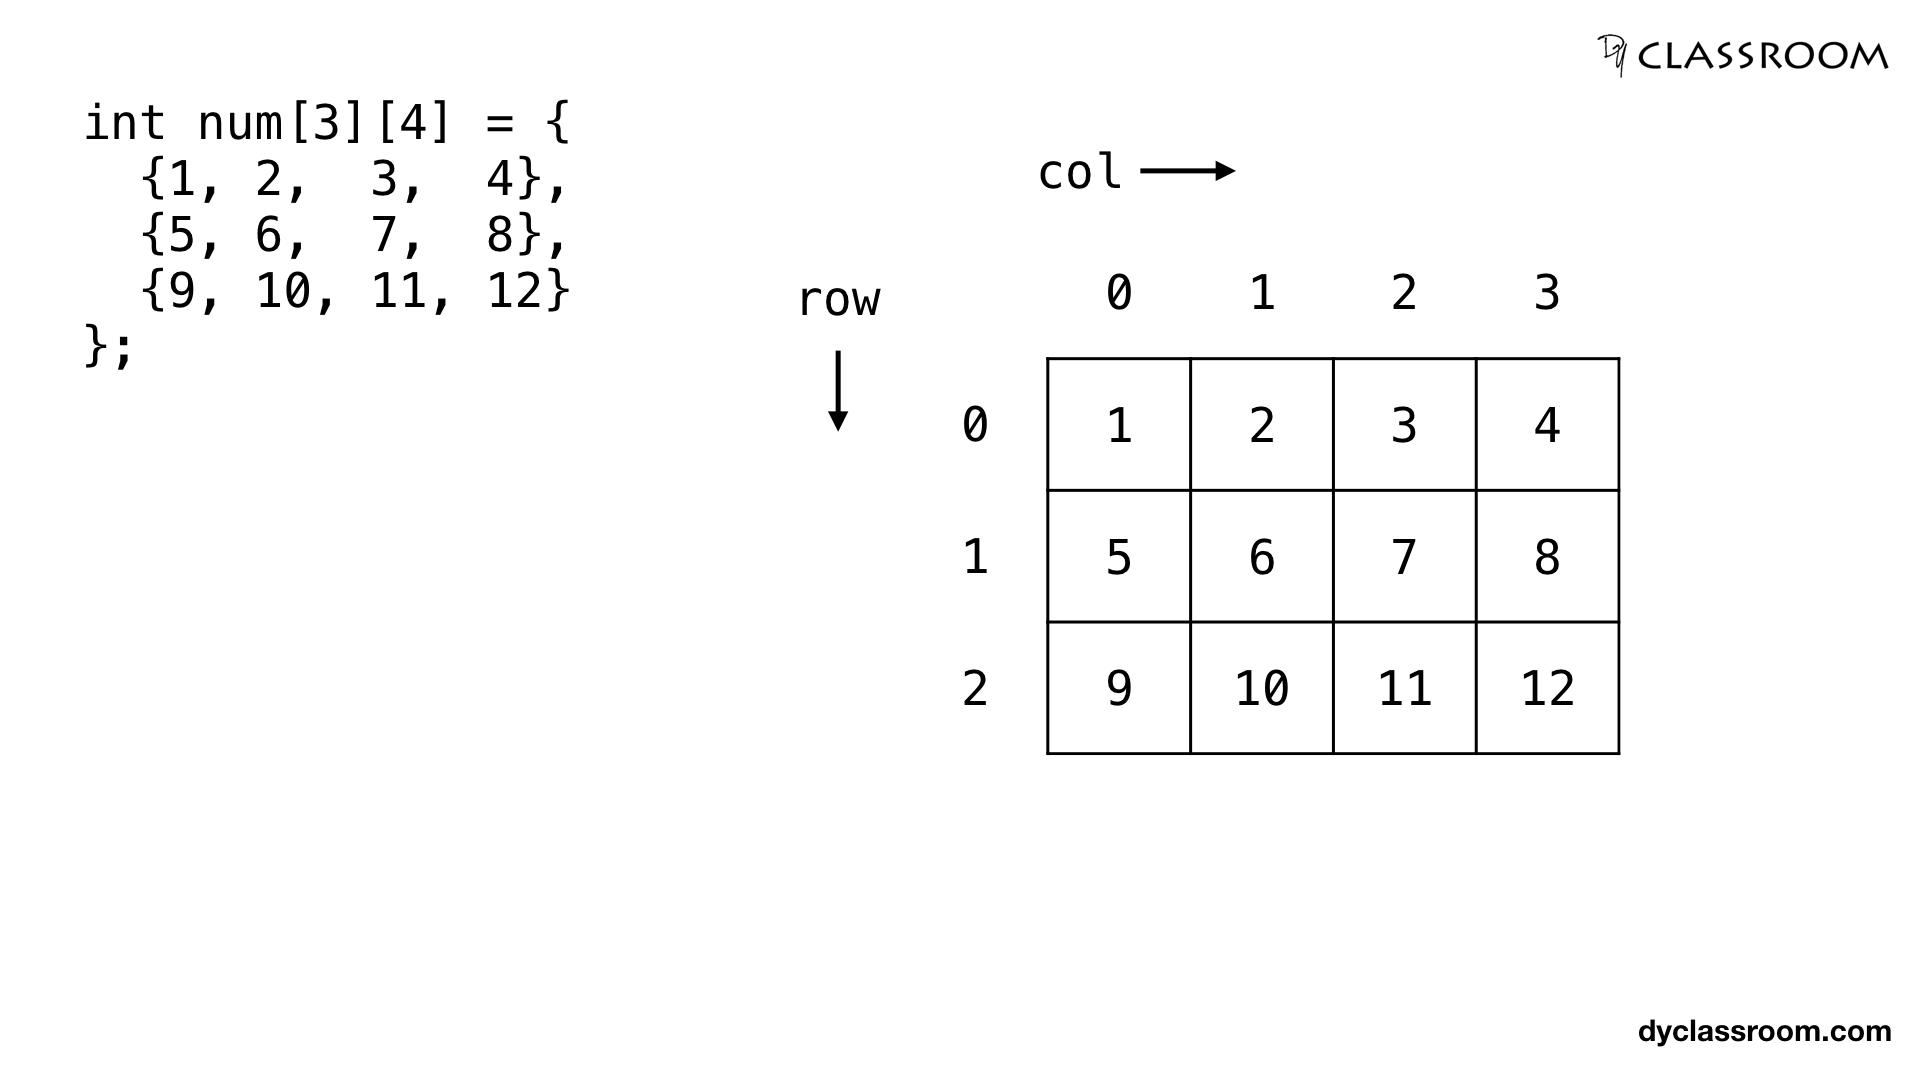 DY CLASSROOM
int num[3][4] = {
  {1, 2,  3,  4},
  {5, 6,  7,  8},
  {9, 10, 11, 12}
};
col
row
0 1 2 3
0 1 2 3 4
1 5 6 7 8
2 9 10 11 12
dyclassroom.com